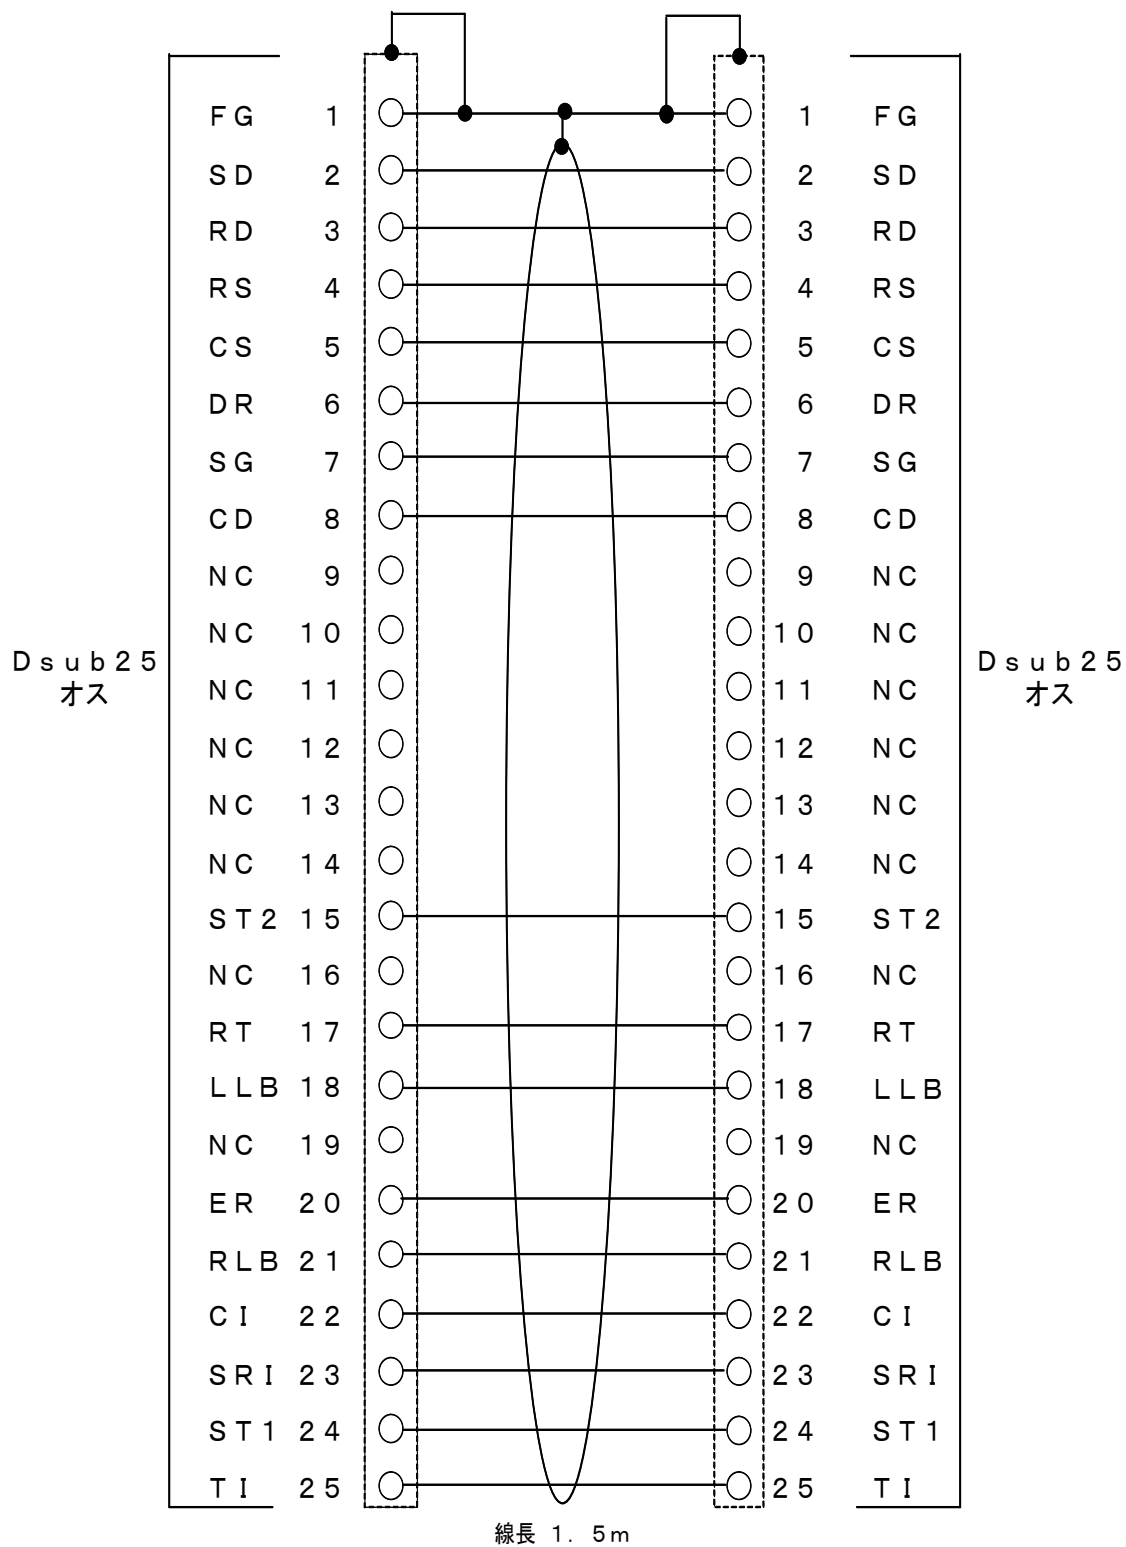 ＦＧ １ １ ＦＧ
ＳＤ ２ ２ ＳＤ
ＲＤ ３ ３ ＲＤ
ＲＳ ４ ４ ＲＳ
ＣＳ ５ ５ ＣＳ
ＤＲ ６ ６ ＤＲ
ＳＧ ７ ７ ＳＧ
ＣＤ ８ ８ ＣＤ
ＮＣ ９ ９ ＮＣ
ＮＣ １０ １０ ＮＣ
Ｄｓｕｂ２５ Ｄｓｕｂ２５
オス ＮＣ １１ １１ ＮＣ オス
ＮＣ １２ １２ ＮＣ
ＮＣ １３ １３ ＮＣ
ＮＣ １４ １４ ＮＣ
ＳＴ２ １５ １５ ＳＴ２
ＮＣ １６ １６ ＮＣ
ＲＴ １７ １７ ＲＴ
ＬＬＢ １８ １８ ＬＬＢ
ＮＣ １９ １９ ＮＣ
ＥＲ ２０ ２０ ＥＲ
ＲＬＢ ２１ ２１ ＲＬＢ
ＣＩ ２２ ２２ ＣＩ
ＳＲＩ ２３ ２３ ＳＲＩ
ＳＴ１ ２４ ２４ ＳＴ１
ＴＩ ２５ ２５ ＴＩ
線長 １．５ｍ